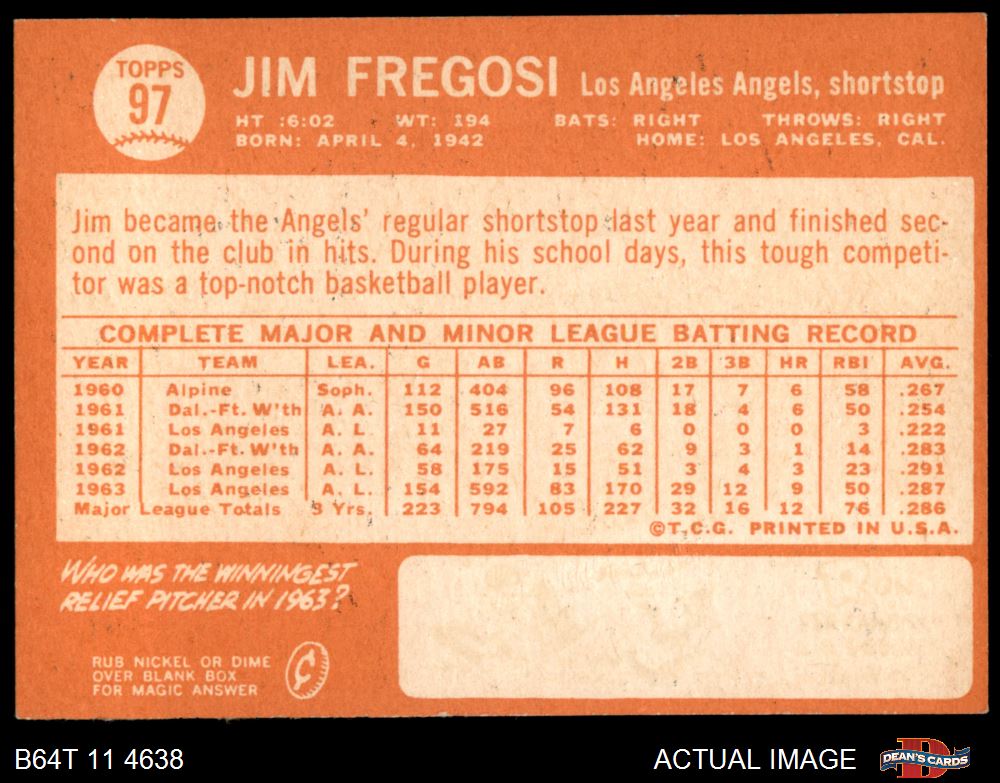 TOPPS
97
JIM FREGOSI Los Angeles Angels, shortstop
HT :6:02 WT: 194 BATS: RIGHT THROWS: RIGHT
BORN: APRIL 4, 1942 HOME: LOS ANGELES, CAL.
Jim became the Angels' regular shortstop last year and finished sec-
ond on the club in hits. During his school days, this tough competi-
tor was a top-notch basketball player.
COMPLETE MAJOR AND MINOR LEAGUE BATTING RECORD
YEAR TEAM LEA. G AB R H 2B 3B HR RBI AVG.
1960 Alpine Soph. 112 404 96 108 17 7 6 58 .267
1961 Dal.-Ft. W'th A. A. 150 516 54 131 18 4 6 50 .254
1961 Los Angeles A. L. 11 27 7 6 0 0 0 3 .222
1962 Dal.-Ft. W'th A. A. 64 219 25 62 9 3 1 14 .283
1962 Los Angeles A. L. 58 175 15 51 3 4 3 23 .291
1963 Los Angeles A. L. 154 592 83 170 29 12 9 50 .287
Major League Totals 3 Yrs. 223 794 105 227 32 16 12 76 .286
©T.C.G. PRINTED IN U.S.A.
WHO WAS THE WINNINGEST
RELIEF PITCHER IN 1963?
RUB NICKEL OR DIME
OVER BLANK BOX
FOR MAGIC ANSWER
¢
B64T 11 4638 ACTUAL IMAGE DEAN'S CARDS